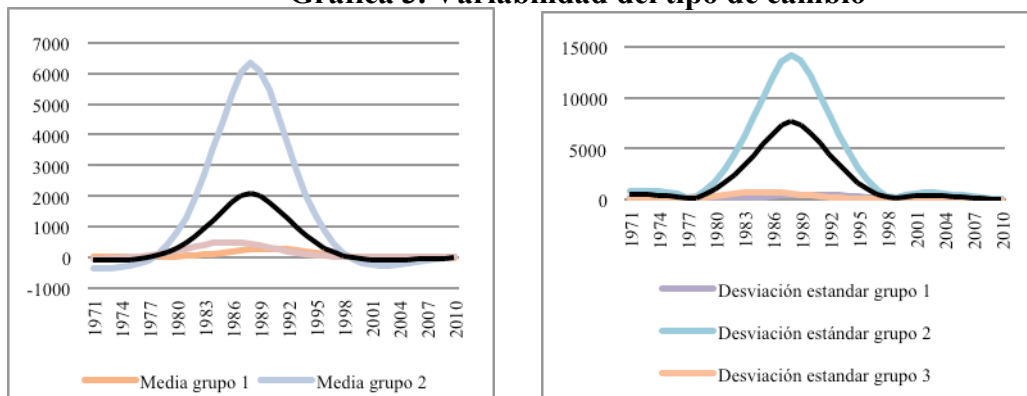 Gráfica 3. Variabilidad del tipo de cambio
7000
6000
5000
4000
3000
2000
1000
0
-1000
1971 1974 1977 1980 1983 1986 1989 1992 1995 1998 2001 2004 2007 2010
Media grupo 1 Media grupo 2
15000
10000
5000
0
1971 1974 1977 1980 1983 1986 1989 1992 1995 1998 2001 2004 2007 2010
Desviación estandar grupo 1
Desviación estándar grupo 2
Desviación estandar grupo 3